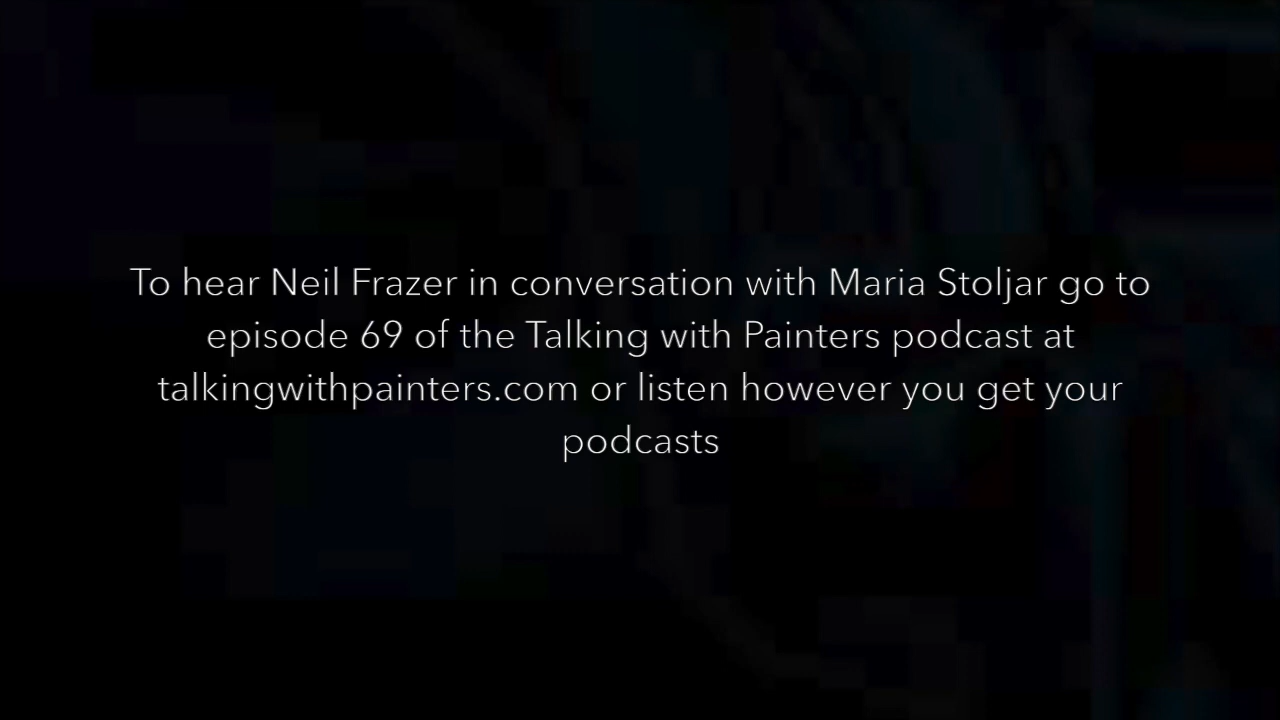 To hear Neil Frazer in conversation with Maria Stoljar go to
episode 69 of the Talking with Painters podcast at
talkingwithpainters.com or listen however you get your
podcasts